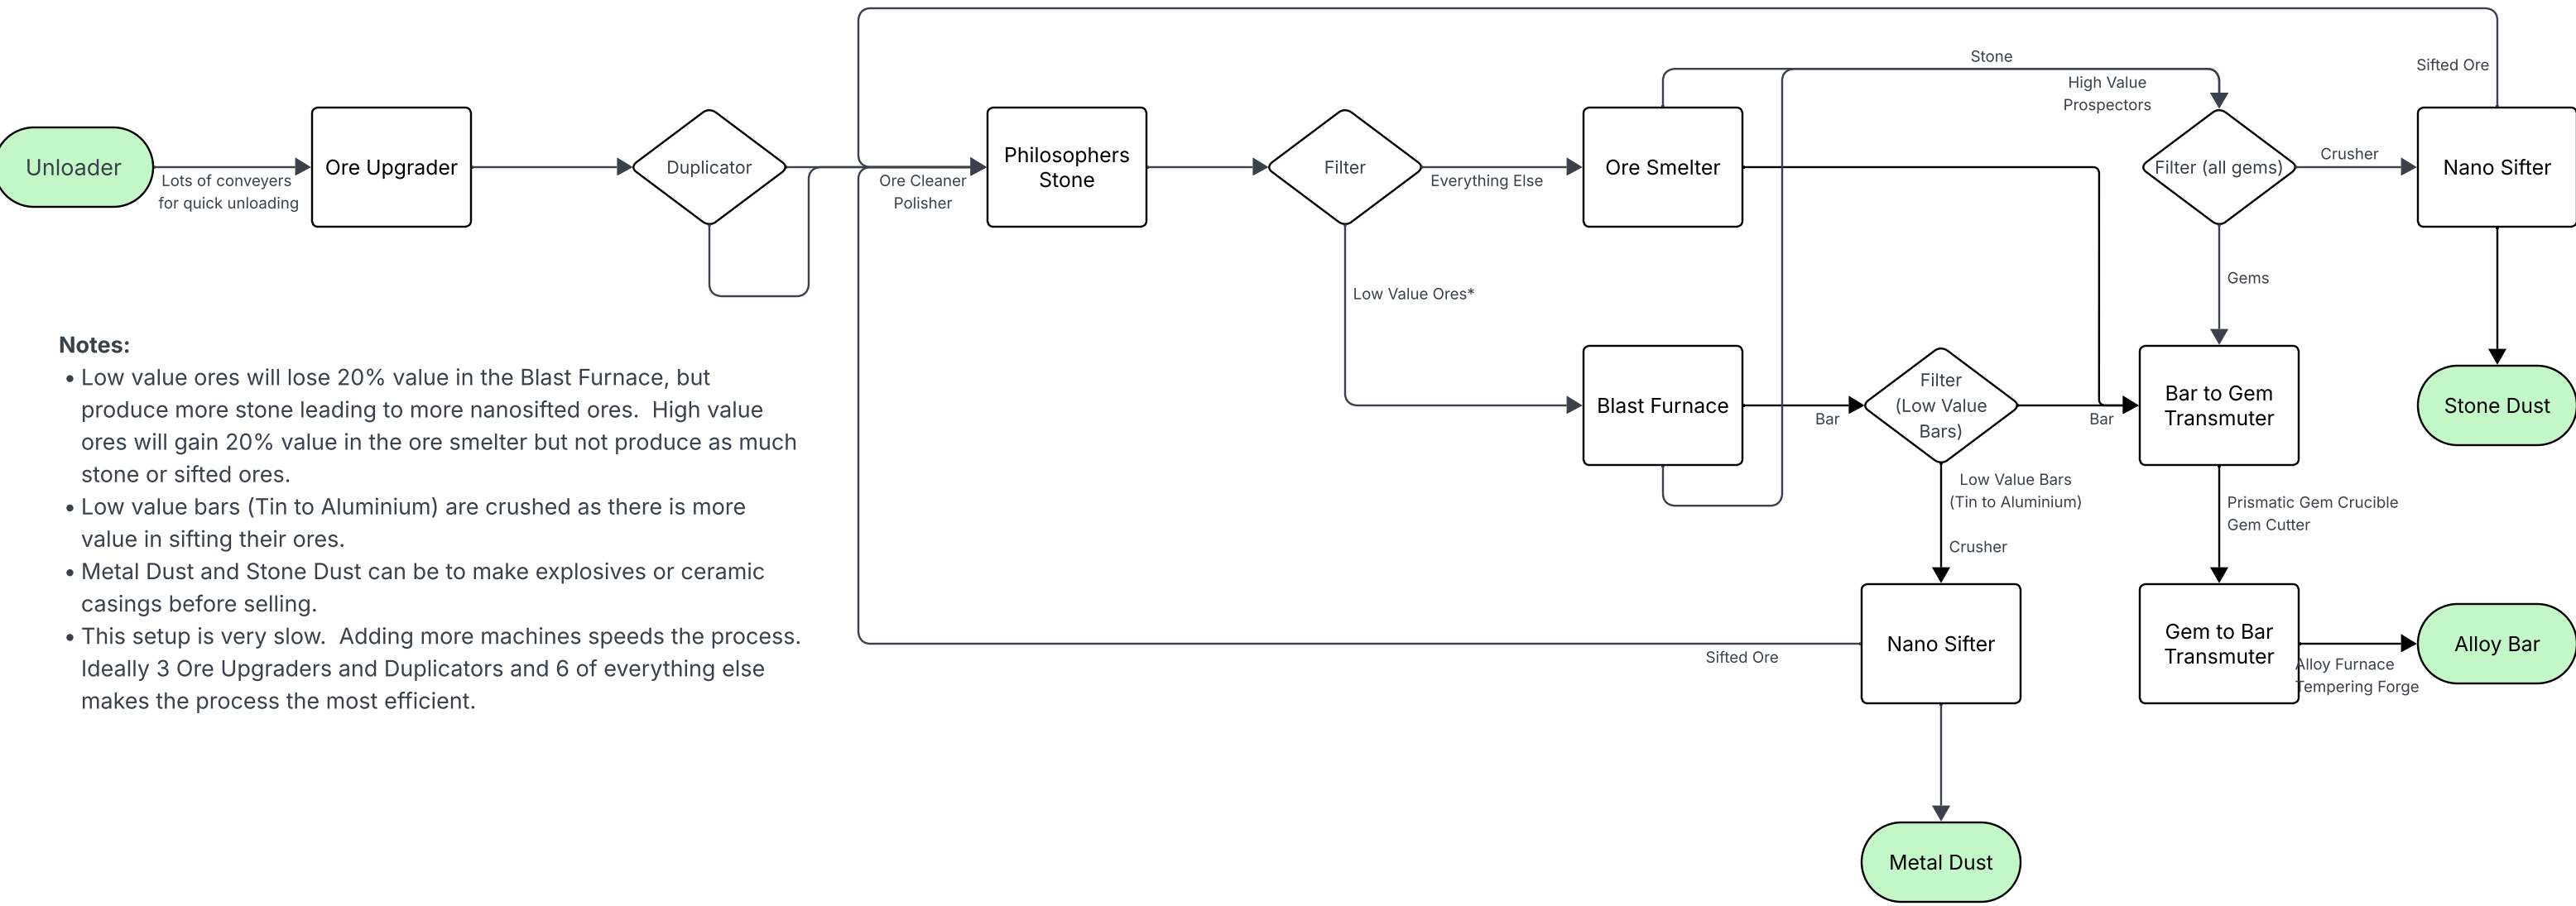 Stone
High Value
Prospectors
Sifted Ore
Unloader
Lots of conveyers
for quick unloading
Ore Upgrader
Duplicator
Ore Cleaner
Polisher
Philosophers
Stone
Filter
Everything Else
Ore Smelter
Filter (all gems)
Crusher
Nano Sifter
Low Value Ores*
Gems
Notes:
• Low value ores will lose 20% value in the Blast Furnace, but
produce more stone leading to more nanosifted ores.  High value
ores will gain 20% value in the ore smelter but not produce as much
stone or sifted ores.
• Low value bars (Tin to Aluminium) are crushed as there is more
value in sifting their ores.
• Metal Dust and Stone Dust can be to make explosives or ceramic
casings before selling.
• This setup is very slow.  Adding more machines speeds the process.
Ideally 3 Ore Upgraders and Duplicators and 6 of everything else
makes the process the most efficient.
Blast Furnace
Bar
Filter
(Low Value
Bars)
Bar
Bar to Gem
Transmuter
Stone Dust
Low Value Bars
(Tin to Aluminium)
Crusher
Prismatic Gem Crucible
Gem Cutter
Sifted Ore
Nano Sifter
Gem to Bar
Transmuter
Alloy Furnace
Tempering Forge
Alloy Bar
Metal Dust